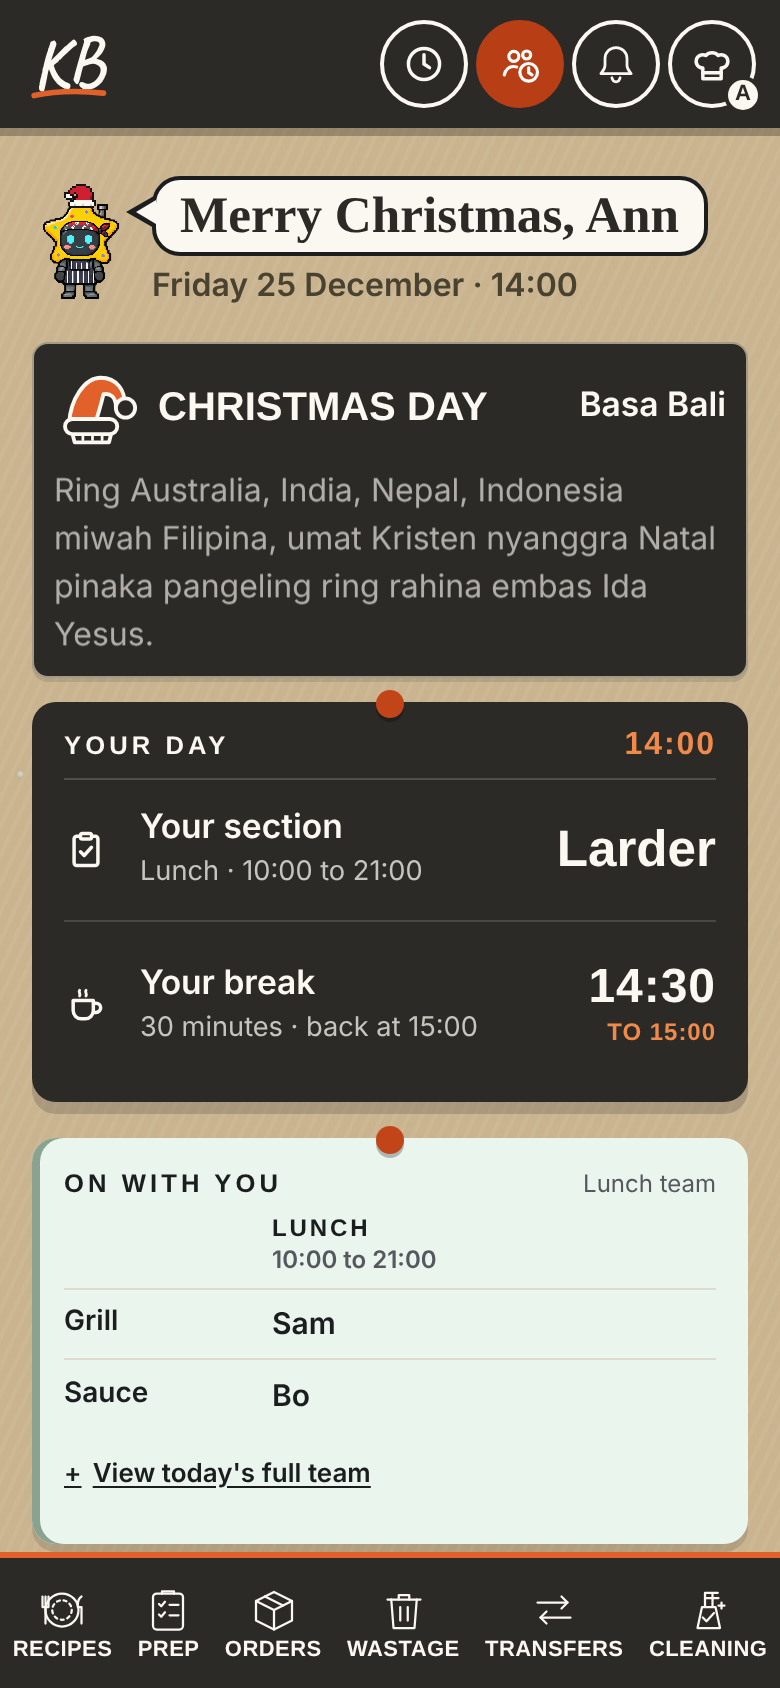 KB
A
Merry Christmas, Ann
Friday 25 December · 14:00
CHRISTMAS DAY
Basa Bali
Ring Australia, India, Nepal, Indonesia
miwah Filipina, umat Kristen nyanggra Natal
pinaka pangeling ring rahina embas Ida
Yesus.
YOUR DAY
14:00
Your section
Lunch · 10:00 to 21:00
Larder
Your break
30 minutes · back at 15:00
14:30
TO 15:00
ON WITH YOU
Lunch team
LUNCH
10:00 to 21:00
Grill
Sam
Sauce
Bo
+ View today's full team
RECIPES
PREP
ORDERS
WASTAGE
TRANSFERS
CLEANING